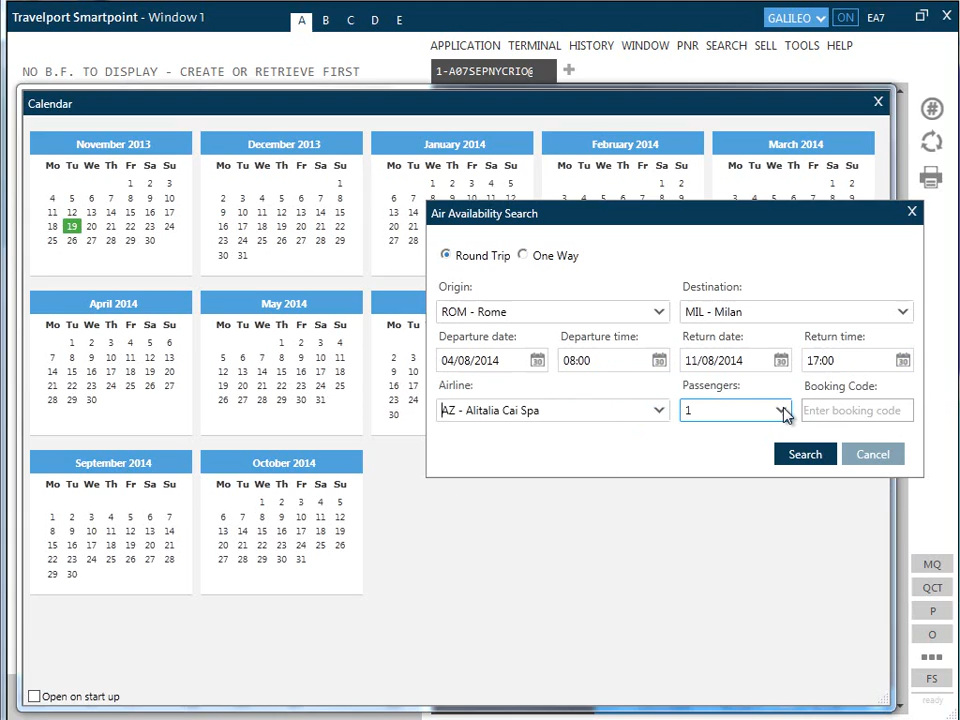 Travelport Smartpoint - Window 1
A B C D E
GALILEO ON EA7 X
APPLICATION TERMINAL HISTORY WINDOW PNR SEARCH SELL TOOLS HELP
NO B.F. TO DISPLAY - CREATE OR RETRIEVE FIRST
1-A07SEPNYCRIO@ +
Calendar X
November 2013
Mo Tu We Th Fr Sa Su
1 2 3
4 5 6 7 8 9 10
11 12 13 14 15 16 17
18 19 20 21 22 23 24
25 26 27 28 29 30
December 2013
Mo Tu We Th Fr Sa Su
1
2 3 4 5 6 7 8
9 10 11 12 13 14 15
16 17 18 19 20 21 22
23 24 25 26 27 28 29
30 31
January 2014
Mo Tu We Th Fr Sa Su
1 2 3 4 5
6 7
13 14
20 21
27 28
February 2014
Mo Tu We Th Fr Sa Su
1 2
March 2014
Mo Tu We Th Fr Sa Su
1 2
Air Availability Search X
Round Trip One Way
Origin: Destination:
ROM - Rome MIL - Milan
Departure date: Departure time: Return date: Return time:
04/08/2014 08:00 11/08/2014 17:00
Airline: Passengers: Booking Code:
AZ - Alitalia Cai Spa 1 Enter booking code
Search Cancel
April 2014
Mo Tu We Th Fr Sa Su
1 2 3 4 5 6
7 8 9 10 11 12 13
14 15 16 17 18 19 20
21 22 23 24 25 26 27
28 29 30
May 2014
Mo Tu We Th Fr Sa Su
1 2 3 4
5 6 7 8 9 10 11
12 13 14 15 16 17 18
19 20 21 22 23 24 25
26 27 28 29 30 31
Mo Tu
2 3
9 10
16 17
23 24
30
September 2014
Mo Tu We Th Fr Sa Su
1 2 3 4 5 6 7
8 9 10 11 12 13 14
15 16 17 18 19 20 21
22 23 24 25 26 27 28
29 30
October 2014
Mo Tu We Th Fr Sa Su
1 2 3 4 5
6 7 8 9 10 11 12
13 14 15 16 17 18 19
20 21 22 23 24 25 26
27 28 29 30 31
Open on start up
#
MQ
QCT
P
O
FS
ready